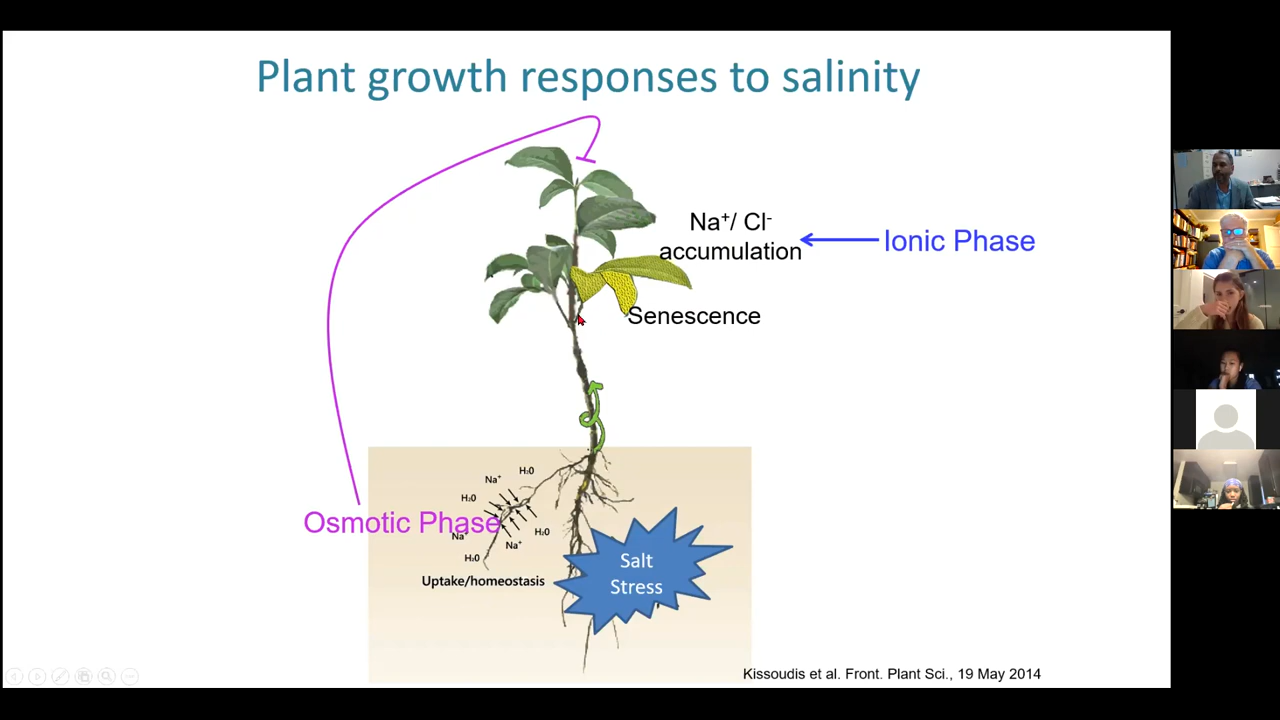 Plant growth responses to salinity
Na⁺/ Cl⁻
accumulation
Ionic Phase
Senescence
H₂0
Na⁺
H₂0
Osmotic Phase
H₂0
Na⁺
Na⁺
H₂0
Uptake/homeostasis
Salt
Stress
Kissoudis et al. Front. Plant Sci., 19 May 2014